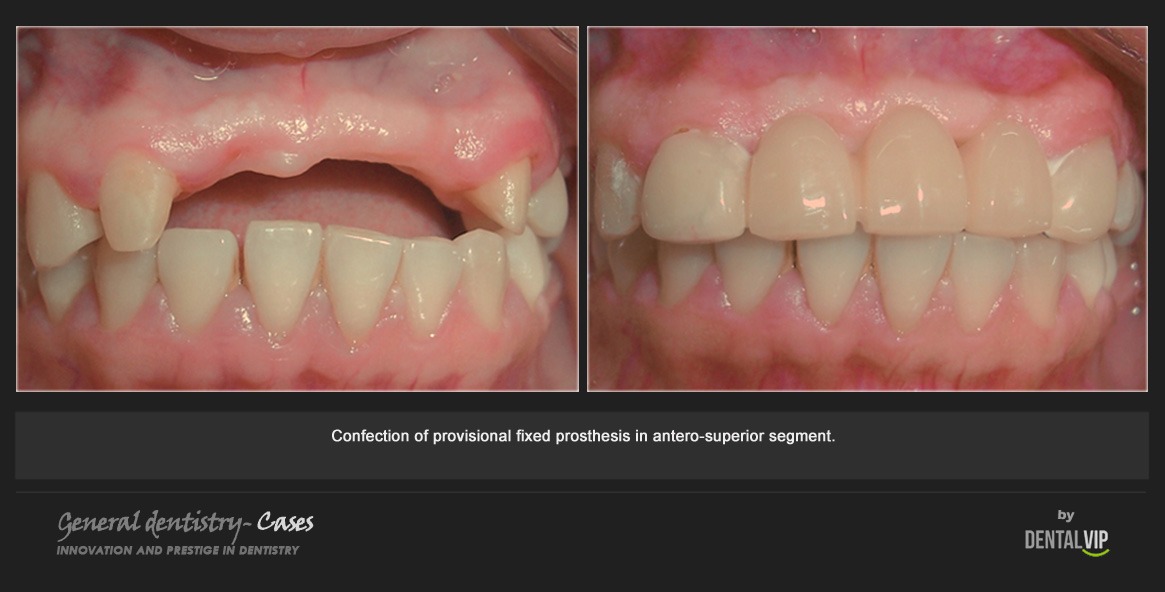 Confection of provisional fixed prosthesis in antero-superior segment.
General dentistry- Cases
INNOVATION AND PRESTIGE IN DENTISTRY
by
DENTALVIP